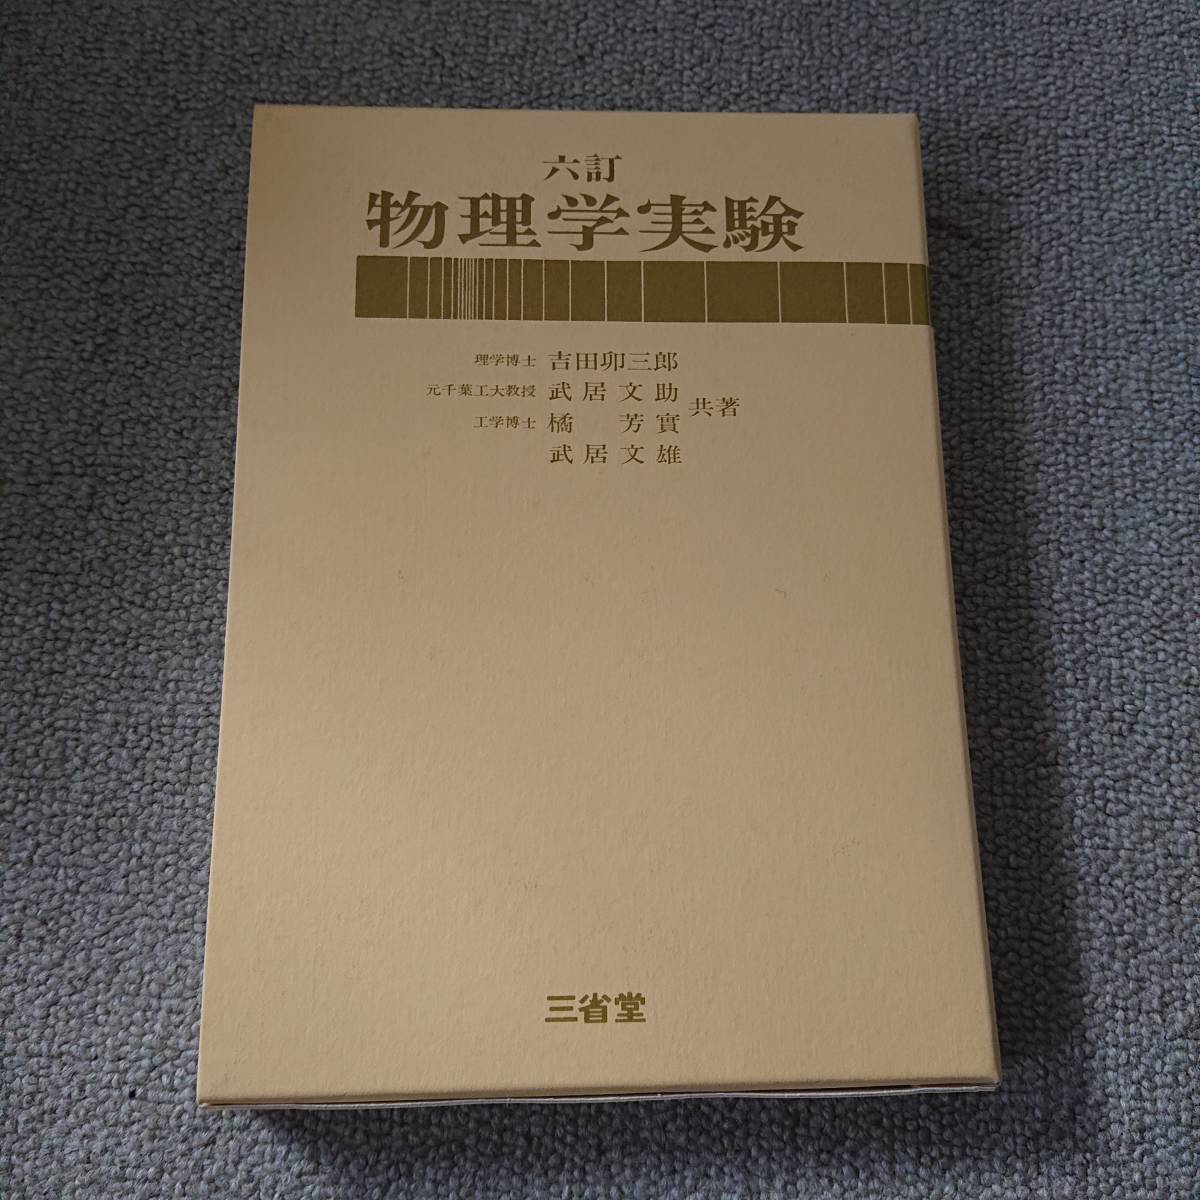 六訂
物理学実験
理学博士 吉田卯三郎
元千葉工大教授 武居文助
工学博士 橘芳實
武居文雄
共著
三省堂